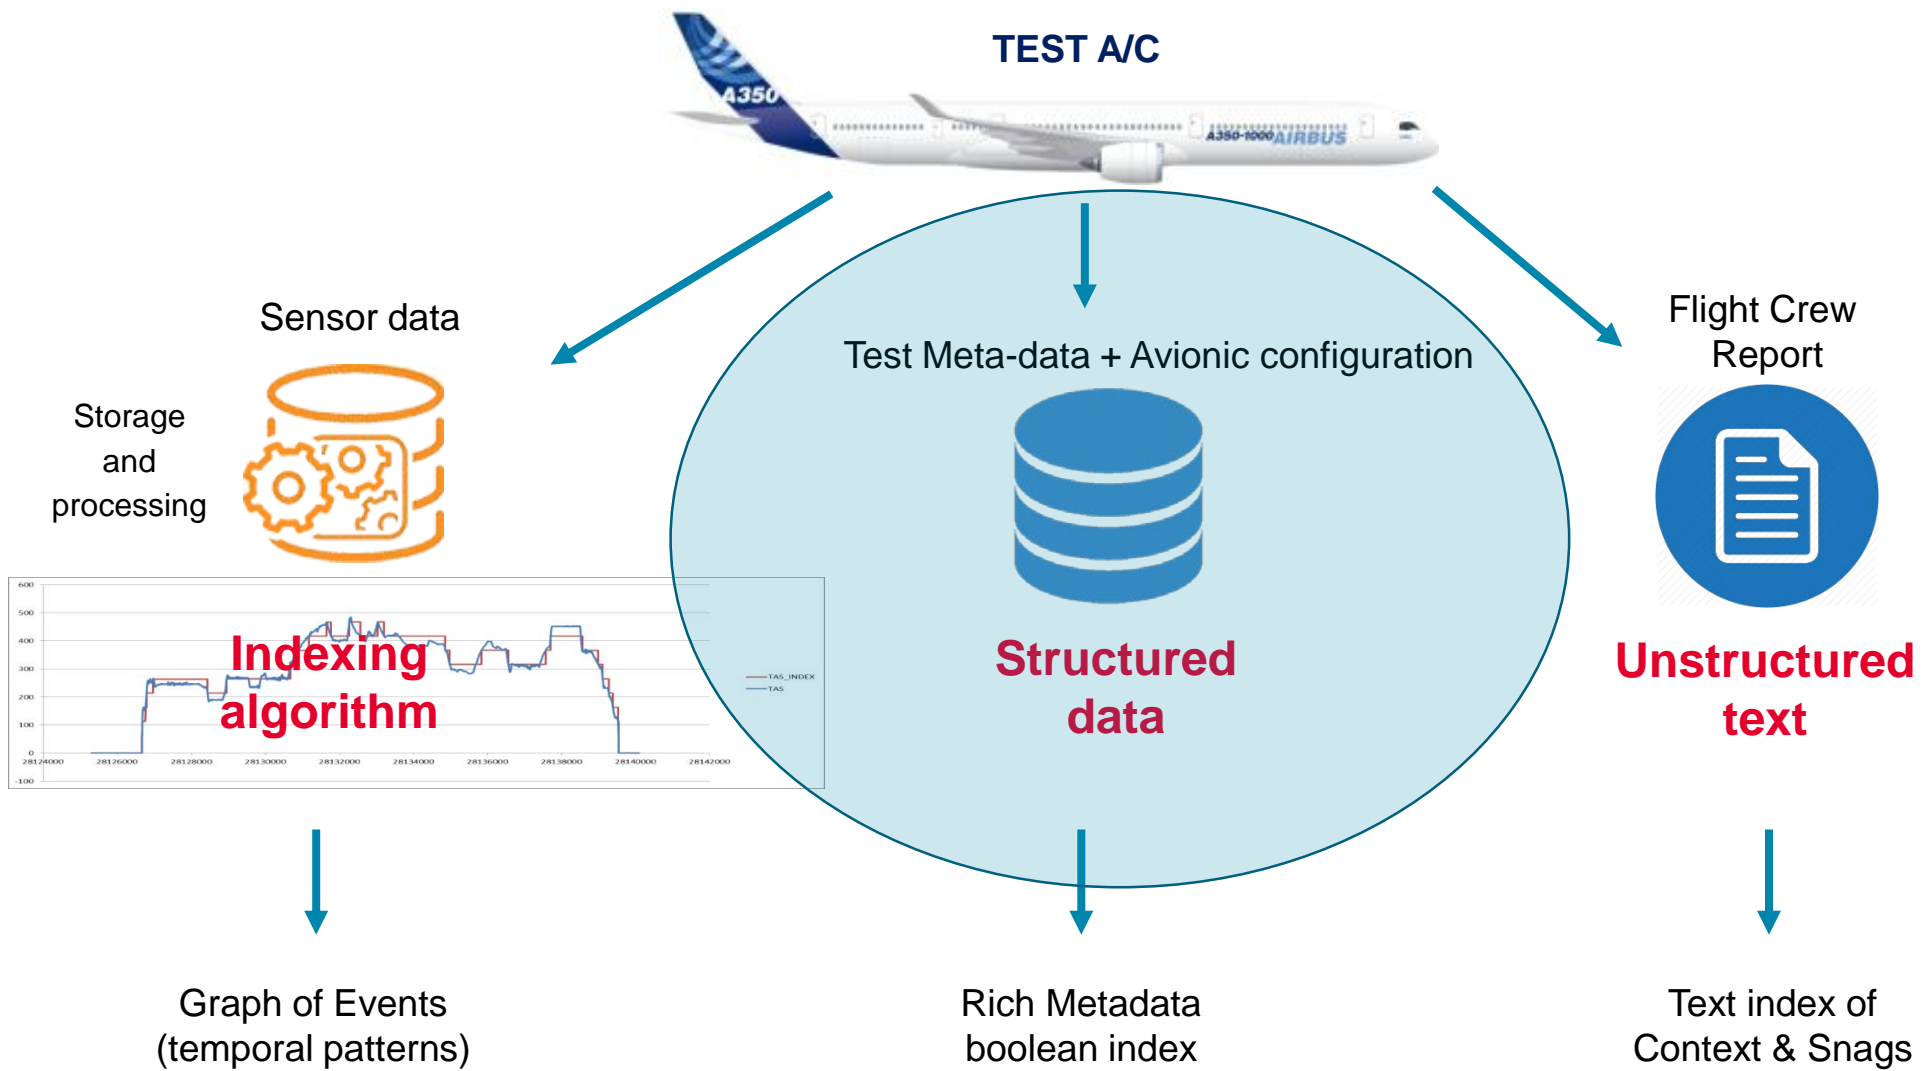 TEST A/C
A350
A350-1000 AIRBUS
Sensor data
Storage
and
processing
Test Meta-data + Avionic configuration
Flight Crew
Report
600
500
400
300
200
100
0
-100
28124000 28126000 28128000 28130000 28132000 28134000 28136000 28138000 28140000 28142000
TAS_INDEX
TAS
Indexing
algorithm
Structured
data
Unstructured
text
Graph of Events
(temporal patterns)
Rich Metadata
boolean index
Text index of
Context & Snags